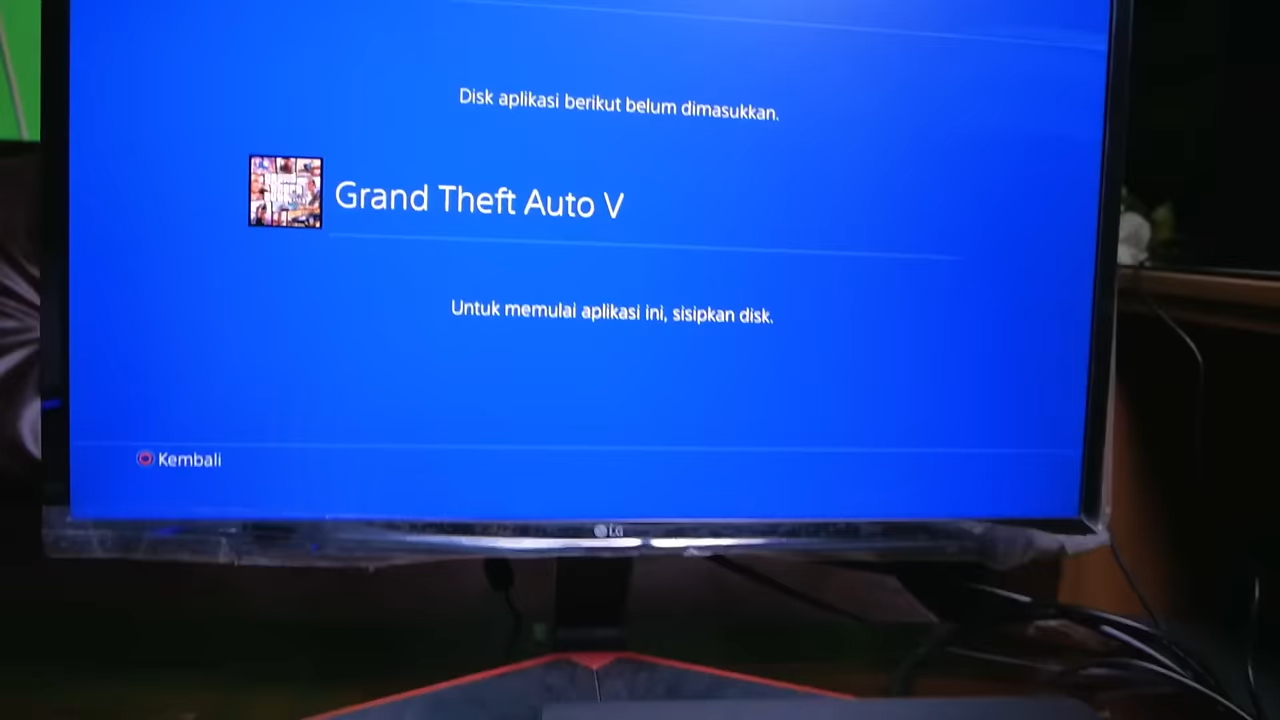 Disk aplikasi berikut belum dimasukkan.
Grand Theft Auto V
Untuk memulai aplikasi ini, sisipkan disk.
Kembali
LG